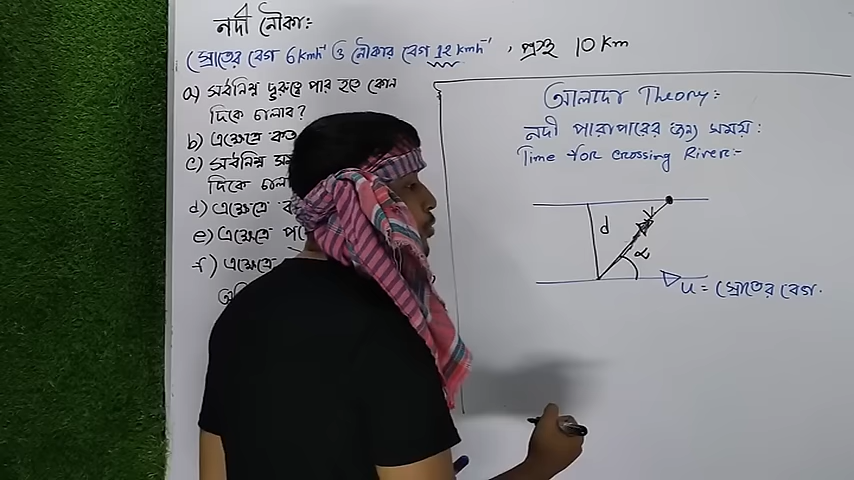 নদী নৌকা:
(স্রোতের বেগ 6kmh⁻¹ ও নৌকার বেগ 12 kmh⁻¹ , প্রস্থ 10 km
a) সর্বনিম্ন দুরত্বে পার হতে কোন
দিকে চালাব?
b) এক্ষেত্রে কত
c) সর্বনিম্ন
দিকে
d) এক্ষেত্রে
e) এক্ষেত্রে
f) এক্ষেত্রে
আলাদা Theory:
নদী পারাপারের জন্য সময়:
Time for crossing River:-
d
v
α
u = স্রোতের বেগ.